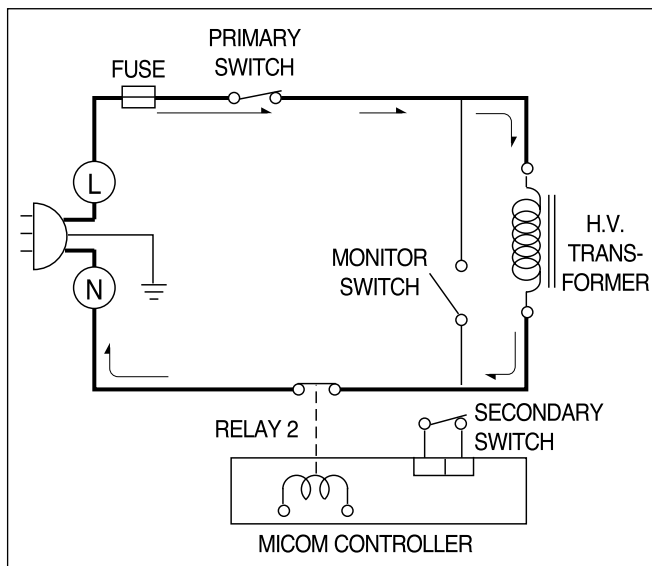 PRIMARY
SWITCH
FUSE
L
H.V.
TRANS-
FORMER
MONITOR
SWITCH
N
RELAY 2
SECONDARY
SWITCH
MICOM CONTROLLER